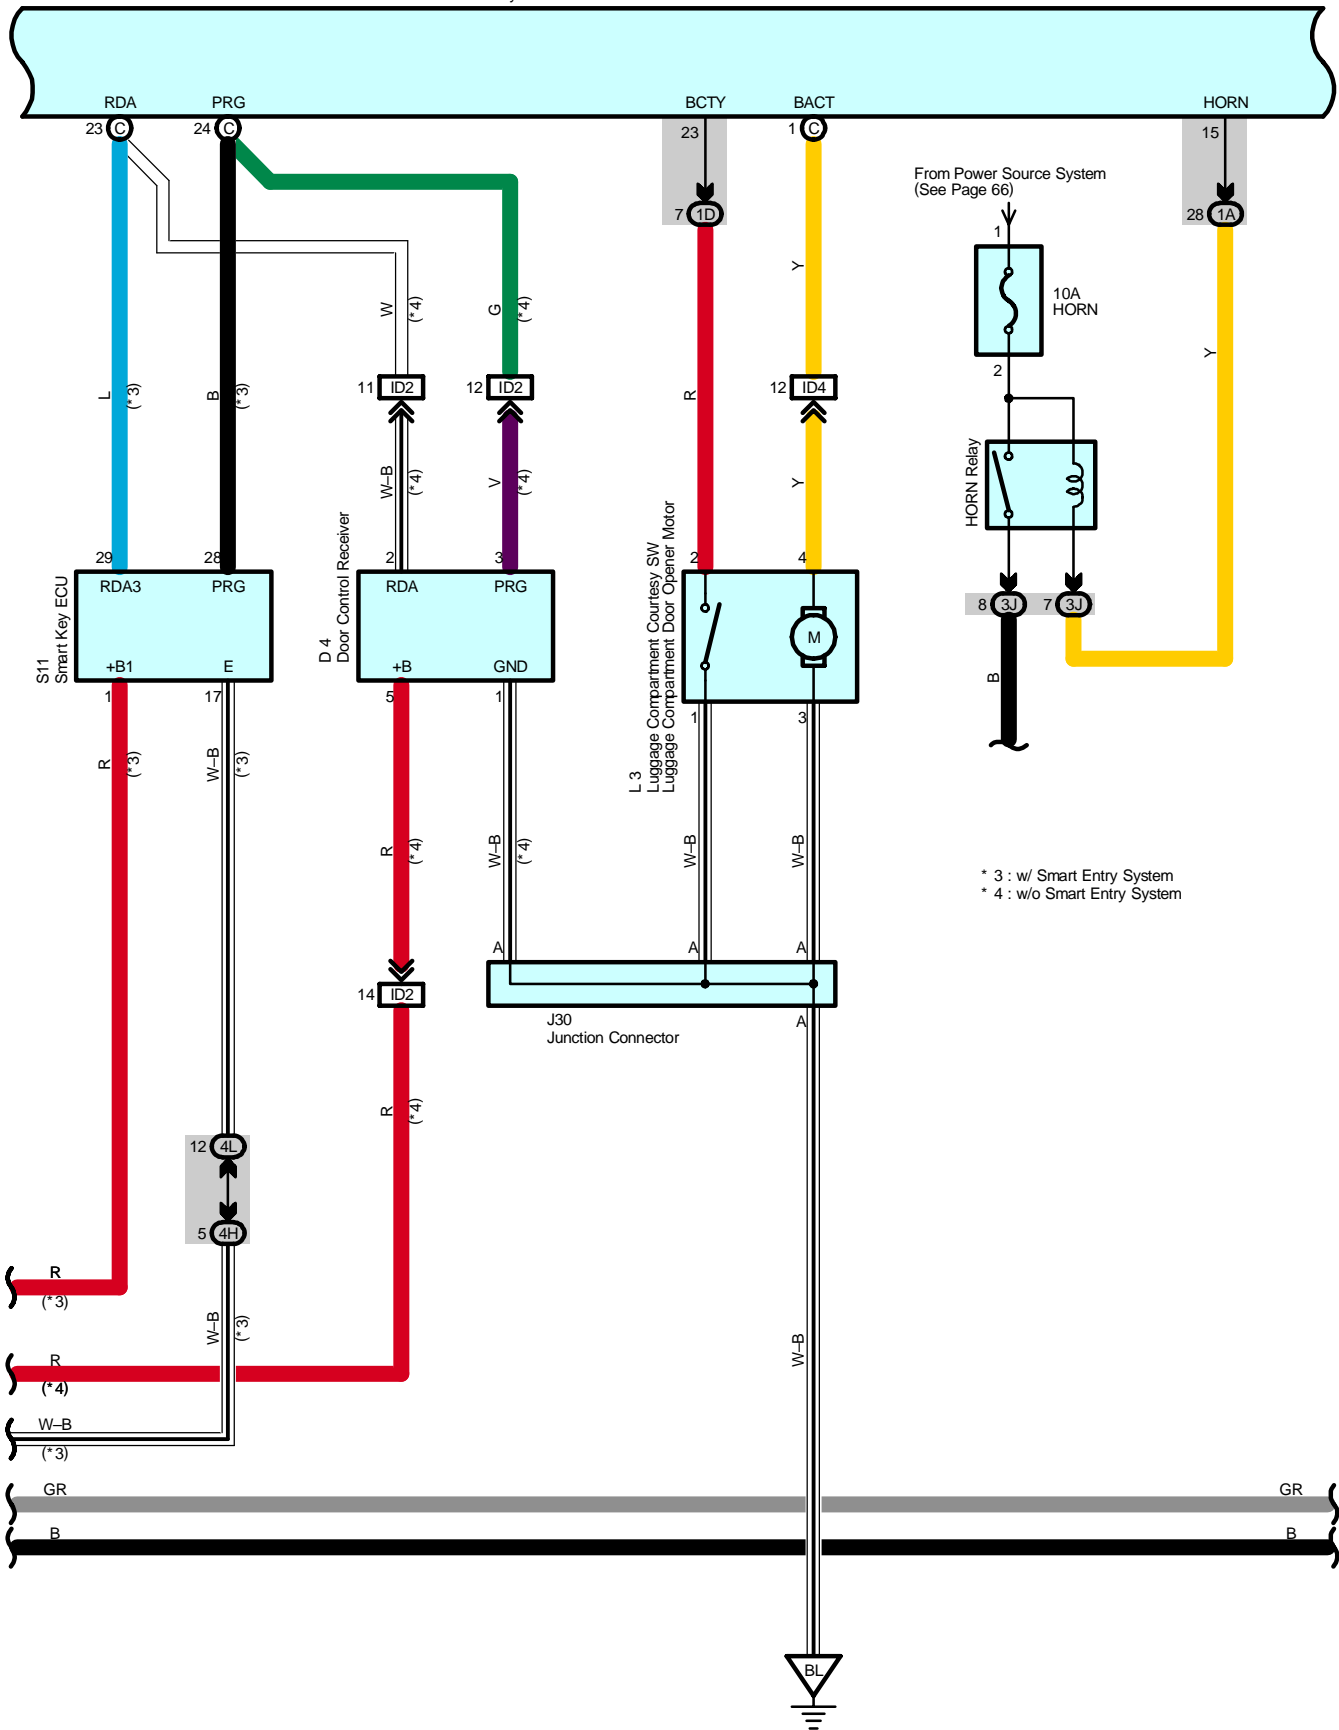 RDA PRG BCTY BACT HORN
23 C 24 C 23 1 C 15
From Power Source System
(See Page 66)
7 1D 28 1A
1
10A
HORN
2
Y
W (*4) G (*4)
11 ID2 12 ID2 12 ID4
L (*3) B (*3) R Y
W–B (*4) V (*4) Y
HORN Relay
29 28 2 3 2 4
S11
Smart Key ECU
RDA3 PRG
+B1 E
1 17
D 4
Door Control Receiver
RDA PRG
+B GND
5 1
L 3
Luggage Compartment Courtesy SW
Luggage Compartment Door Opener Motor
M
1 3
8 3J 7 3J
B
R (*3) W–B (*3)
R (*4) W–B (*4) W–B W–B
* 3 : w/ Smart Entry System
* 4 : w/o Smart Entry System
A A A
14 ID2
J30
Junction Connector
A
R (*4)
12 4L
5 4H
R
(*3)
W–B (*3)
W–B
R
(*4)
W–B
(*3)
GR GR
B B
BL